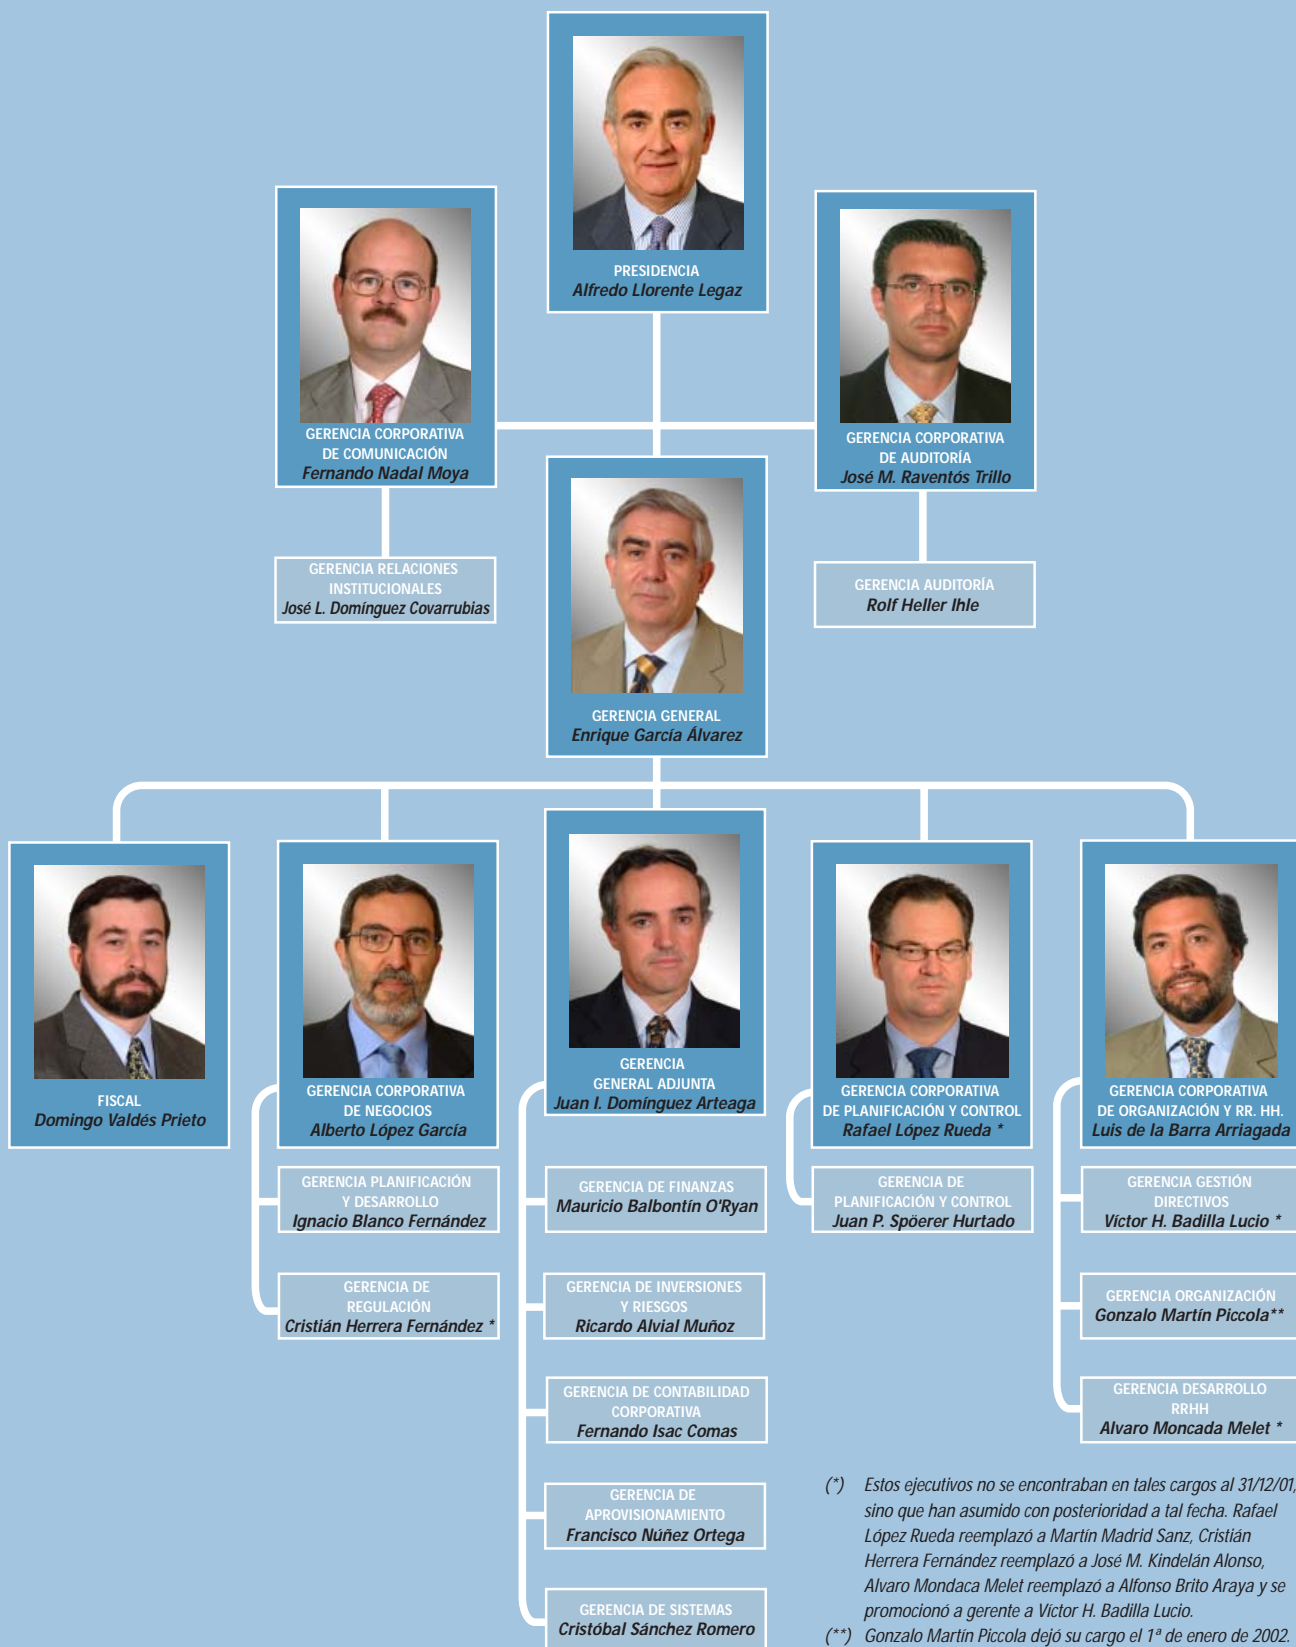 PRESIDENCIA
Alfredo Llorente Legaz
GERENCIA CORPORATIVA
DE COMUNICACIÓN
Fernando Nadal Moya
GERENCIA CORPORATIVA
DE AUDITORÍA
José M. Raventós Trillo
GERENCIA RELACIONES
INSTITUCIONALES
José L. Domínguez Covarrubias
GERENCIA AUDITORÍA
Rolf Heller Ihle
GERENCIA GENERAL
Enrique García Álvarez
FISCAL
Domingo Valdés Prieto
GERENCIA CORPORATIVA
DE NEGOCIOS
Alberto López García
GERENCIA PLANIFICACIÓN
Y DESARROLLO
Ignacio Blanco Fernández
GERENCIA DE
REGULACIÓN
Cristián Herrera Fernández *
GERENCIA
GENERAL ADJUNTA
Juan I. Domínguez Arteaga
GERENCIA DE FINANZAS
Mauricio Balbontín O'Ryan
GERENCIA DE INVERSIONES
Y RIESGOS
Ricardo Alvial Muñoz
GERENCIA DE CONTABILIDAD
CORPORATIVA
Fernando Isac Comas
GERENCIA DE
APROVISIONAMIENTO
Francisco Núñez Ortega
GERENCIA DE SISTEMAS
Cristóbal Sánchez Romero
GERENCIA CORPORATIVA
DE PLANIFICACIÓN Y CONTROL
Rafael López Rueda *
GERENCIA DE
PLANIFICACIÓN Y CONTROL
Juan P. Spöerer Hurtado
GERENCIA CORPORATIVA
DE ORGANIZACIÓN Y RR. HH.
Luis de la Barra Arriagada
GERENCIA GESTIÓN
DIRECTIVOS
Víctor H. Badilla Lucio *
GERENCIA ORGANIZACIÓN
Gonzalo Martín Piccola**
GERENCIA DESARROLLO
RRHH
Alvaro Moncada Melet *
(*) Estos ejecutivos no se encontraban en tales cargos al 31/12/01,
sino que han asumido con posterioridad a tal fecha. Rafael
López Rueda reemplazó a Martín Madrid Sanz, Cristián
Herrera Fernández reemplazó a José M. Kindelán Alonso,
Alvaro Mondaca Melet reemplazó a Alfonso Brito Araya y se
promocionó a gerente a Víctor H. Badilla Lucio.
(**) Gonzalo Martín Piccola dejó su cargo el 1ª de enero de 2002.